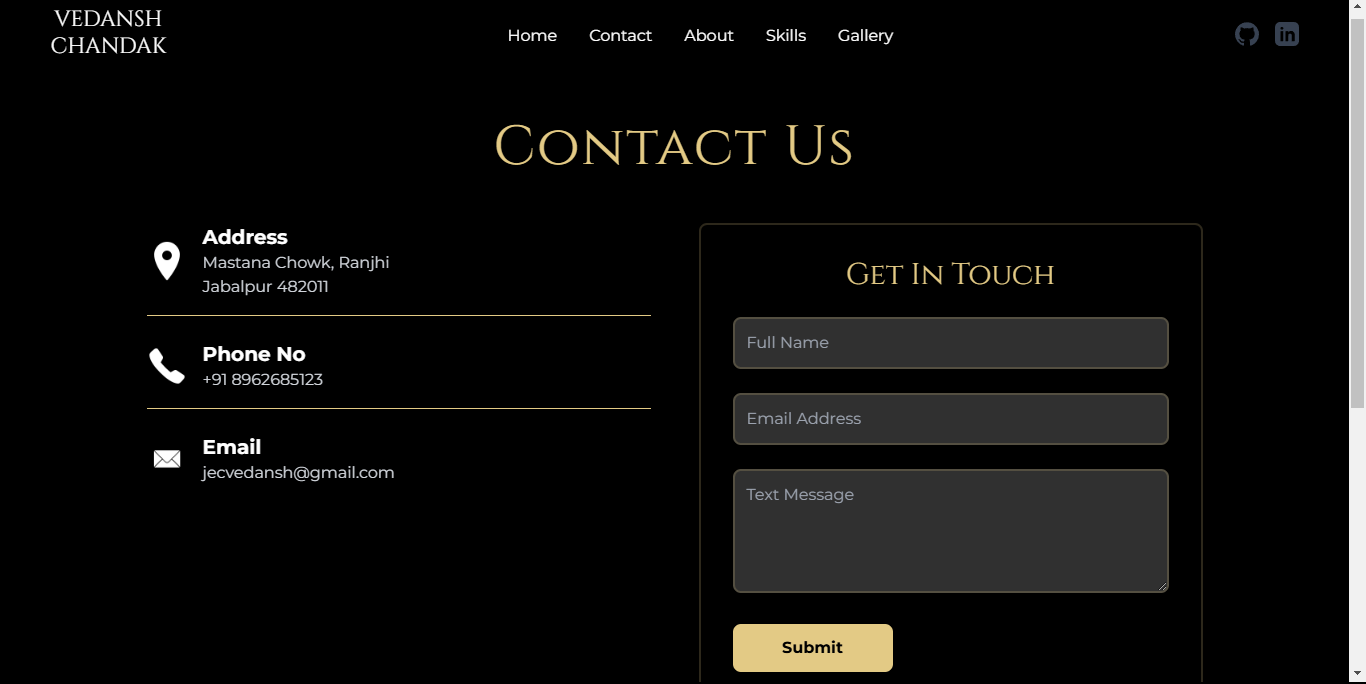 VEDANSH
CHANDAK
Home Contact About Skills Gallery
in
Contact Us
Address
Mastana Chowk, Ranjhi
Jabalpur 482011
Phone No
+91 8962685123
Email
jecvedansh@gmail.com
Get In Touch
Full Name
Email Address
Text Message
Submit